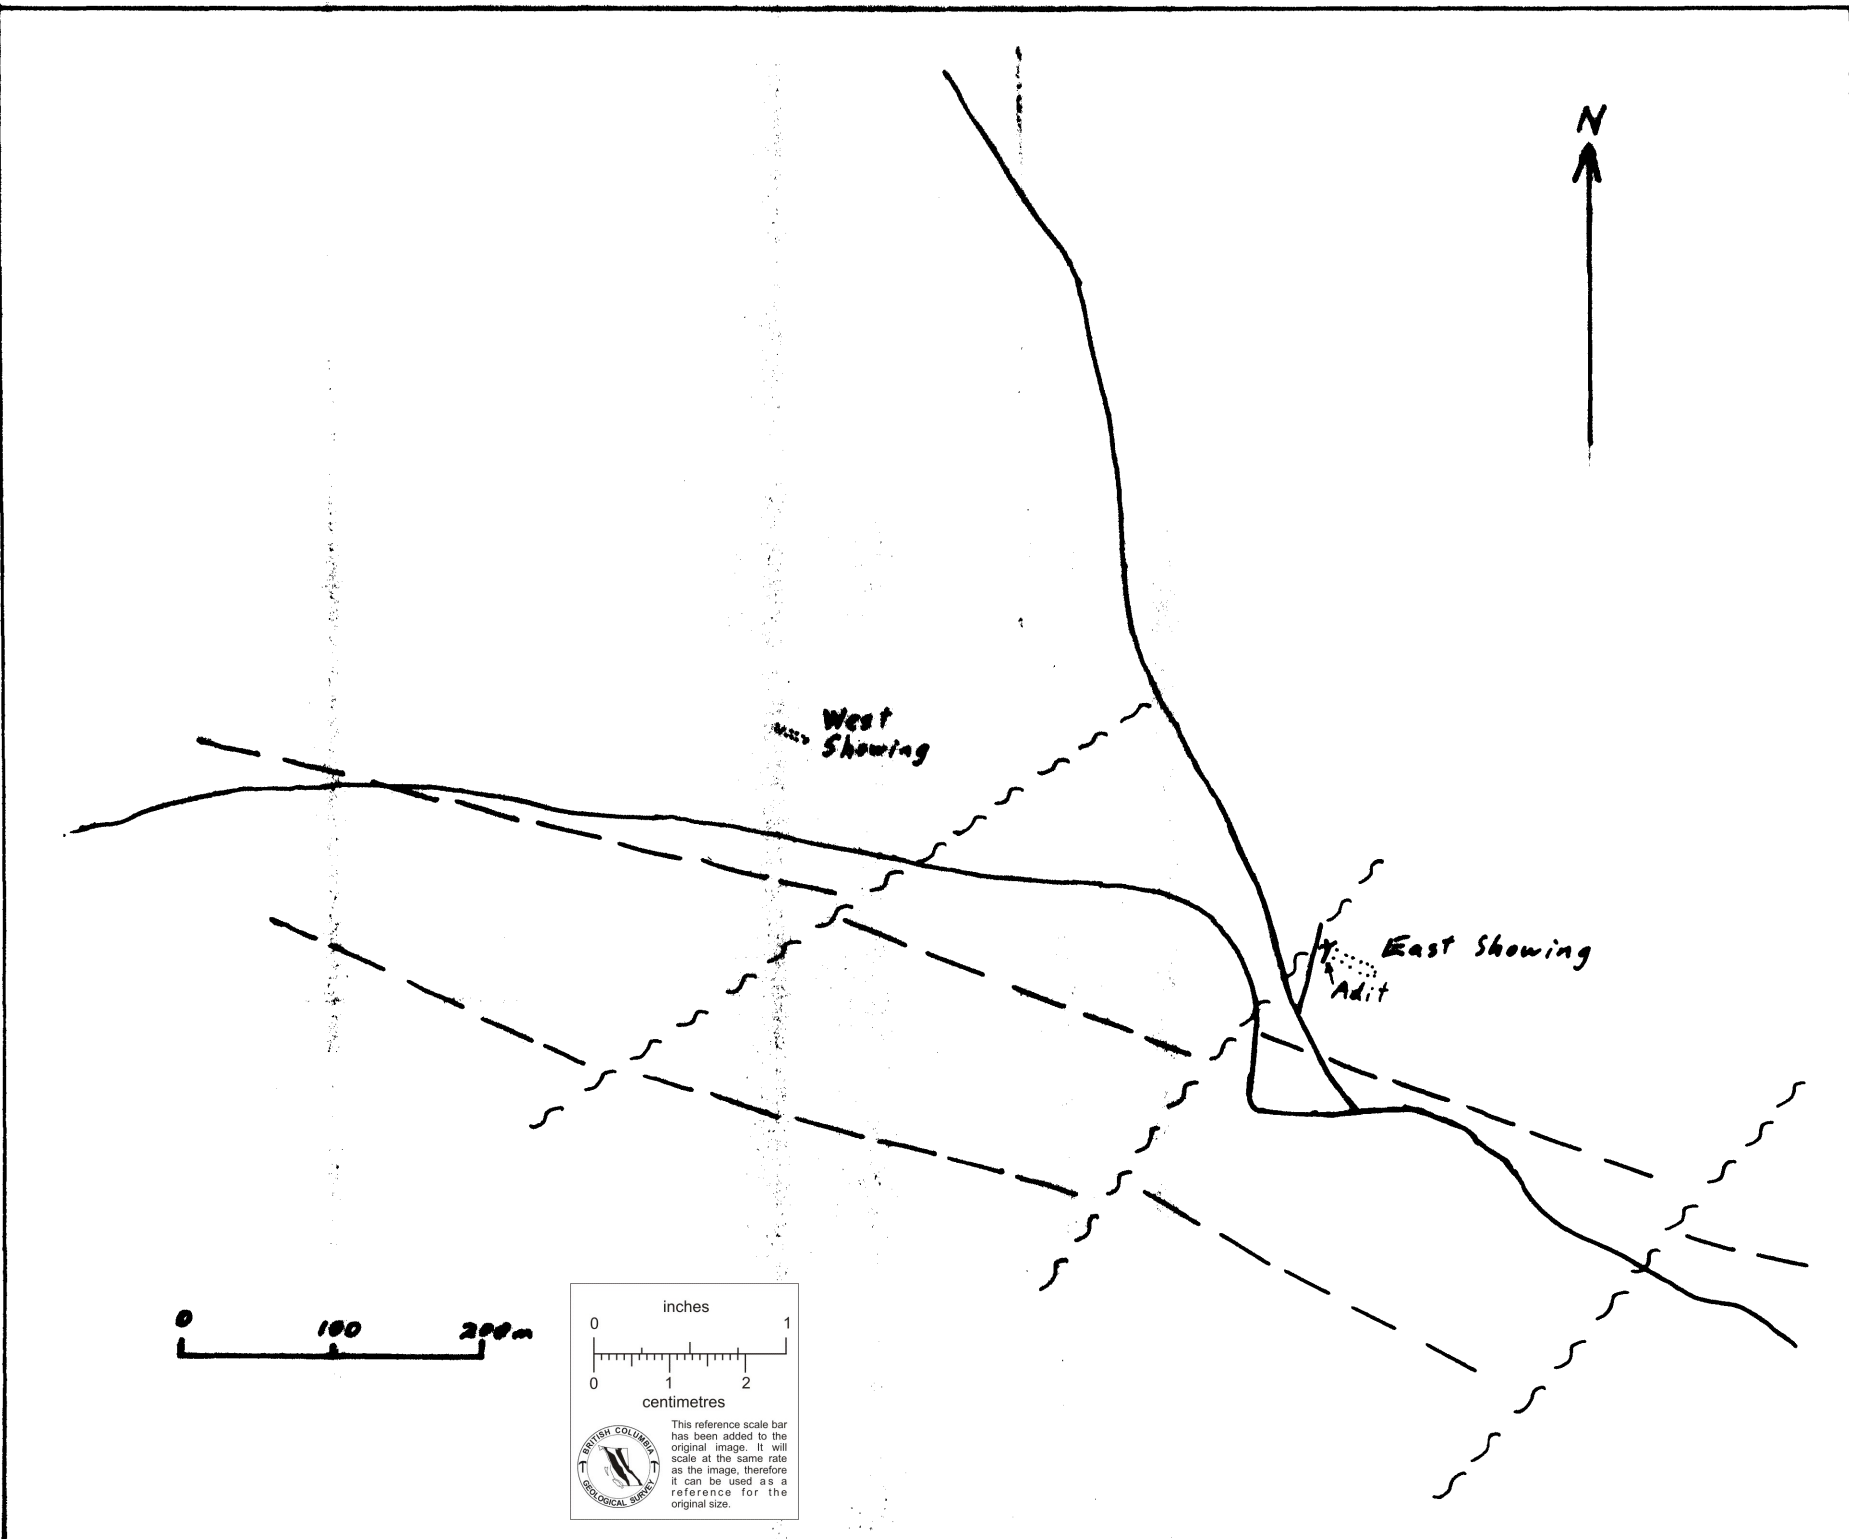 N
West
Showing
East Showing
Adit
0 100 200m
inches
0 1
0 1 2
centimetres
This reference scale bar
has been added to the
original image. It will
scale at the same rate
as the image, therefore
it can be used as a
reference for the
original size.
BRITISH COLUMBIA
GEOLOGICAL SURVEY